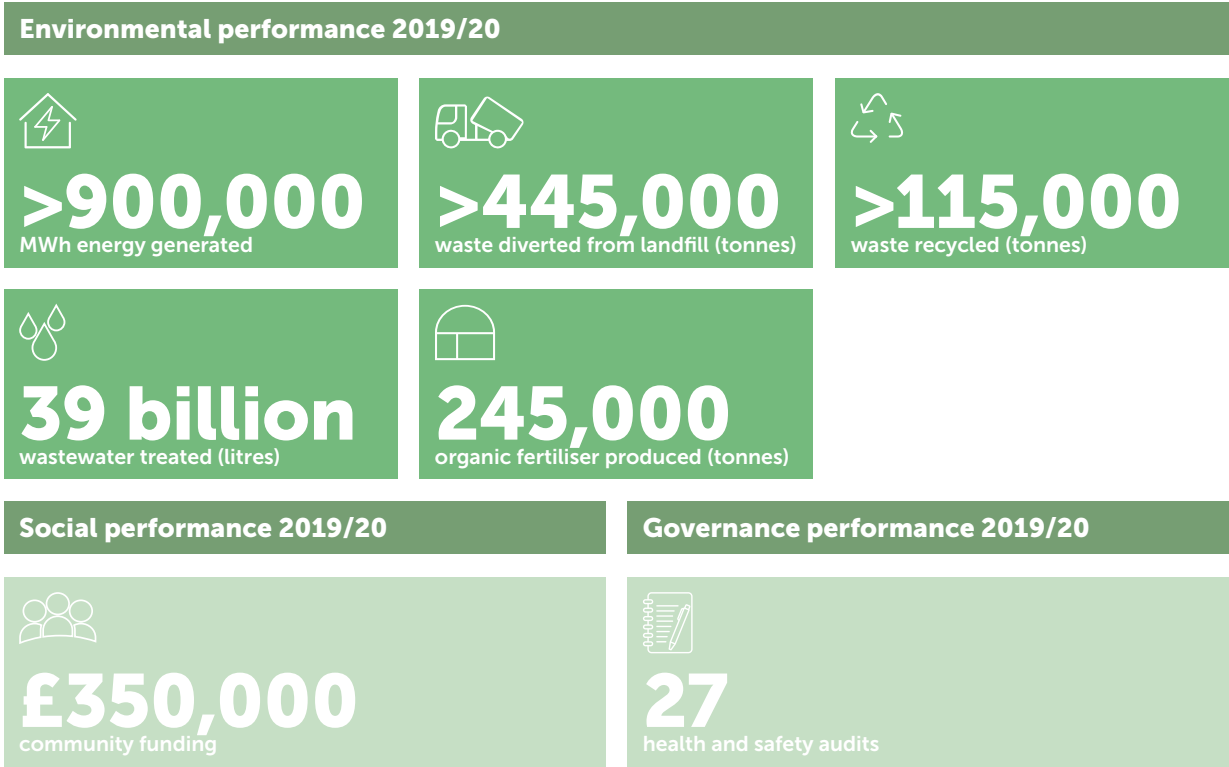 Environmental performance 2019/20
>900,000
MWh energy generated
>445,000
waste diverted from landfill (tonnes)
>115,000
waste recycled (tonnes)
39 billion
wastewater treated (litres)
245,000
organic fertiliser produced (tonnes)
Social performance 2019/20
£350,000
community funding
Governance performance 2019/20
27
health and safety audits